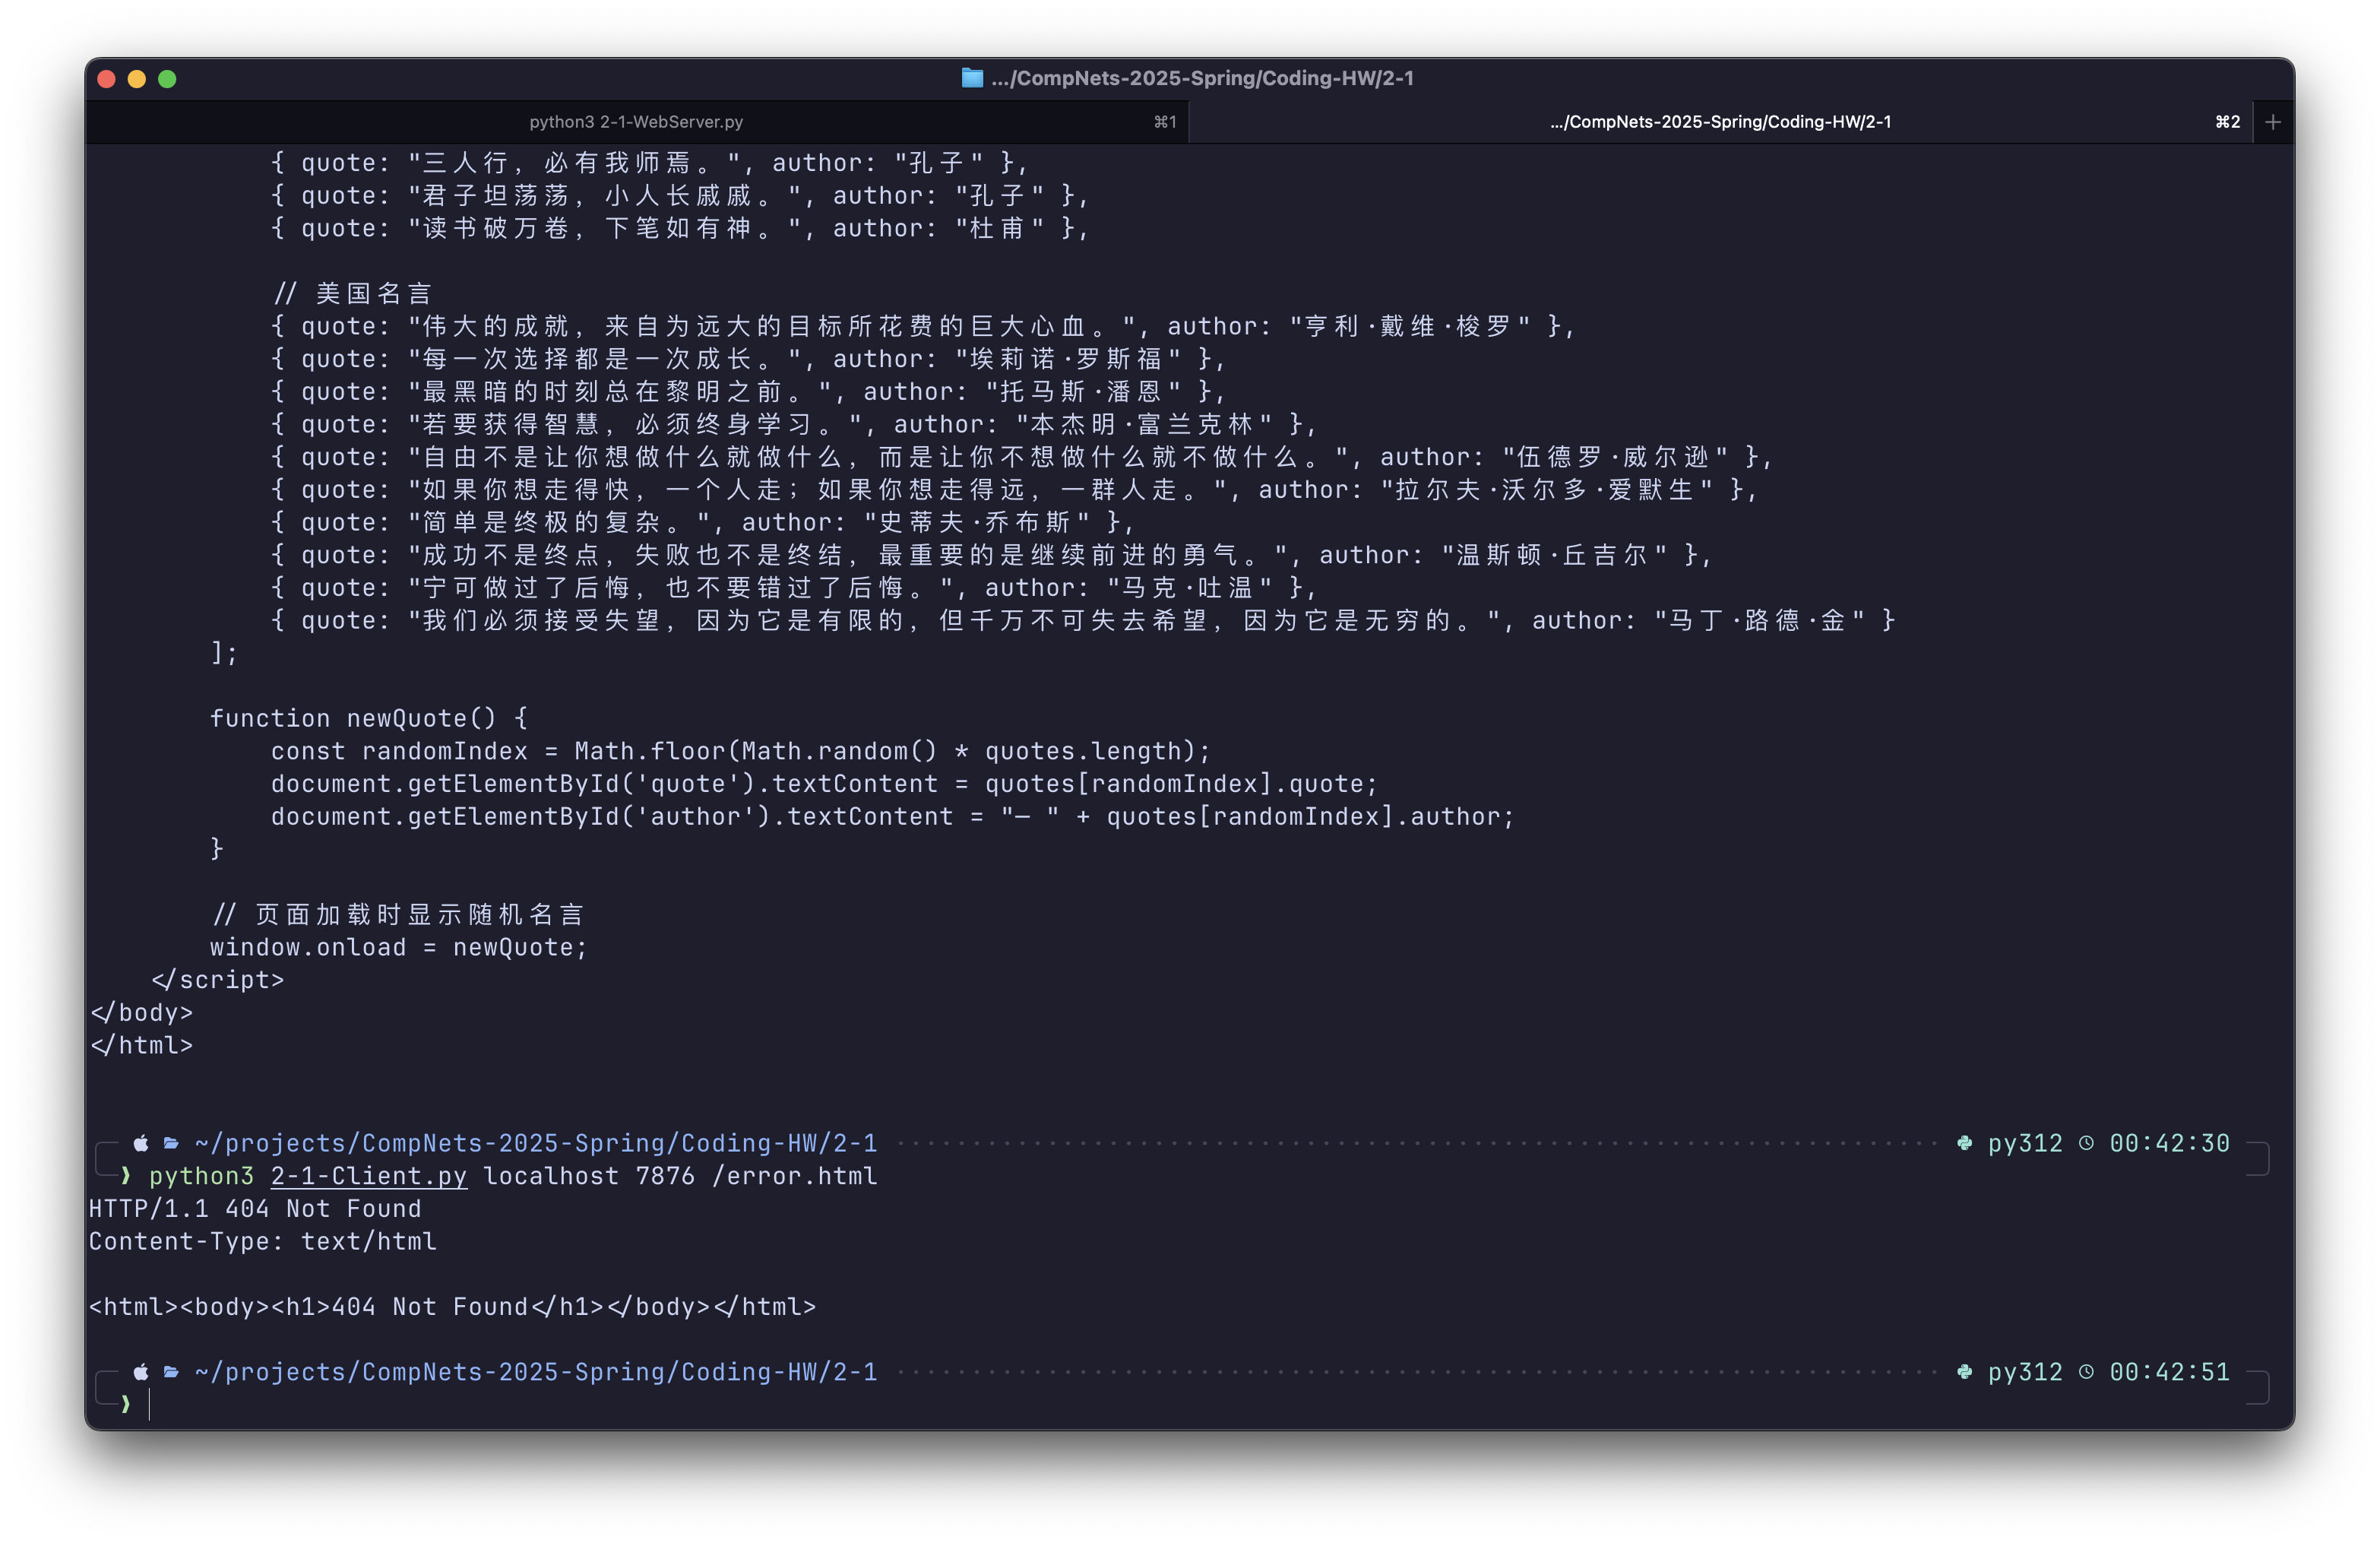 .../CompNets-2025-Spring/Coding-HW/2-1
python3 2-1-WebServer.py ⌘1 .../CompNets-2025-Spring/Coding-HW/2-1 ⌘2 +
            { quote: "三人行，必有我师焉。", author: "孔子" },
            { quote: "君子坦荡荡，小人长戚戚。", author: "孔子" },
            { quote: "读书破万卷，下笔如有神。", author: "杜甫" },

            // 美国名言
            { quote: "伟大的成就，来自为远大的目标所花费的巨大心血。", author: "亨利·戴维·梭罗" },
            { quote: "每一次选择都是一次成长。", author: "埃莉诺·罗斯福" },
            { quote: "最黑暗的时刻总在黎明之前。", author: "托马斯·潘恩" },
            { quote: "若要获得智慧，必须终身学习。", author: "本杰明·富兰克林" },
            { quote: "自由不是让你想做什么就做什么，而是让你不想做什么就不做什么。", author: "伍德罗·威尔逊" },
            { quote: "如果你想走得快，一个人走；如果你想走得远，一群人走。", author: "拉尔夫·沃尔多·爱默生" },
            { quote: "简单是终极的复杂。", author: "史蒂夫·乔布斯" },
            { quote: "成功不是终点，失败也不是终结，最重要的是继续前进的勇气。", author: "温斯顿·丘吉尔" },
            { quote: "宁可做过了后悔，也不要错过了后悔。", author: "马克·吐温" },
            { quote: "我们必须接受失望，因为它是有限的，但千万不可失去希望，因为它是无穷的。", author: "马丁·路德·金" }
        ];

        function newQuote() {
            const randomIndex = Math.floor(Math.random() * quotes.length);
            document.getElementById('quote').textContent = quotes[randomIndex].quote;
            document.getElementById('author').textContent = "— " + quotes[randomIndex].author;
        }

        // 页面加载时显示随机名言
        window.onload = newQuote;
    </script>
</body>
</html>

~/projects/CompNets-2025-Spring/Coding-HW/2-1 py312 00:42:30
❯ python3 2-1-Client.py localhost 7876 /error.html
HTTP/1.1 404 Not Found
Content-Type: text/html

<html><body><h1>404 Not Found</h1></body></html>

~/projects/CompNets-2025-Spring/Coding-HW/2-1 py312 00:42:51
❯